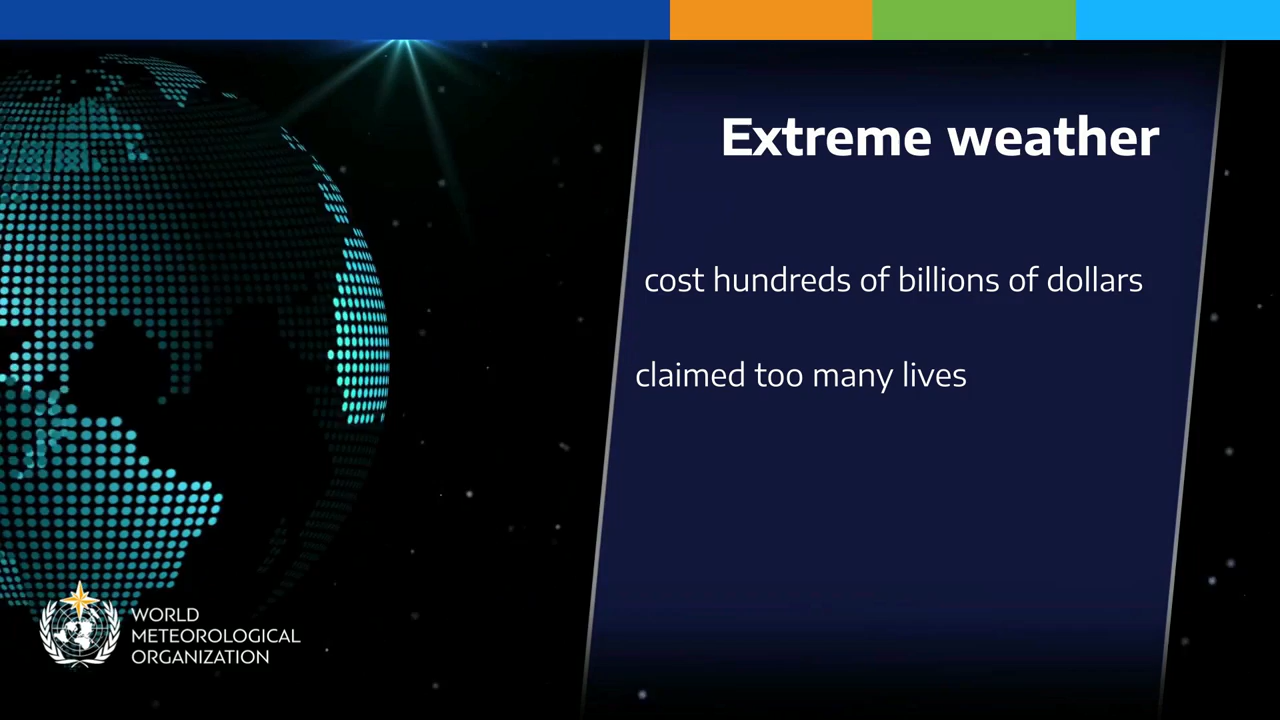 Extreme weather
cost hundreds of billions of dollars
claimed too many lives
WORLD
METEOROLOGICAL
ORGANIZATION